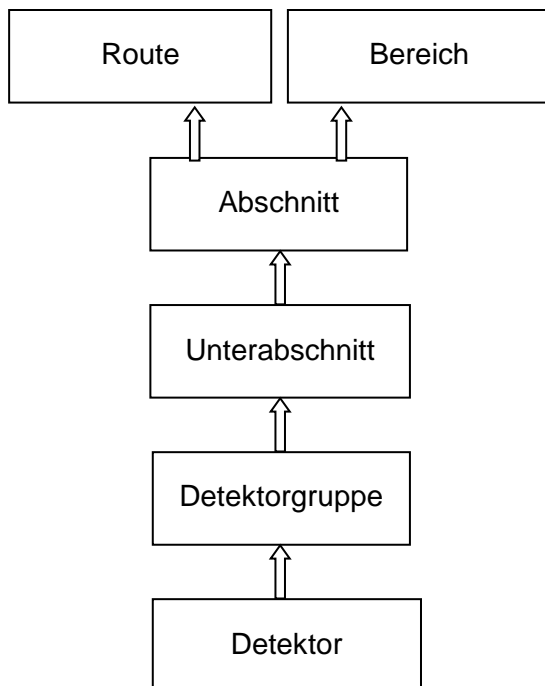 Route
Bereich
Abschnitt
Unterabschnitt
Detektorgruppe
Detektor